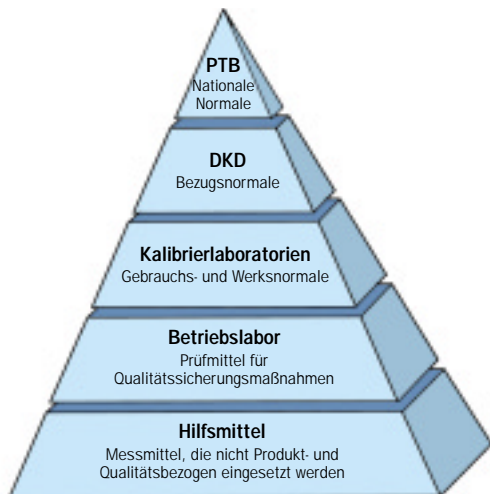 PTB
Nationale
Normale
DKD
Bezugsnormale
Kalibrierlaboratorien
Gebrauchs- und Werksnormale
Betriebslabor
Prüfmittel für
Qualitätssicherungsmaßnahmen
Hilfsmittel
Messmittel, die nicht Produkt- und
Qualitätsbezogen eingesetzt werden